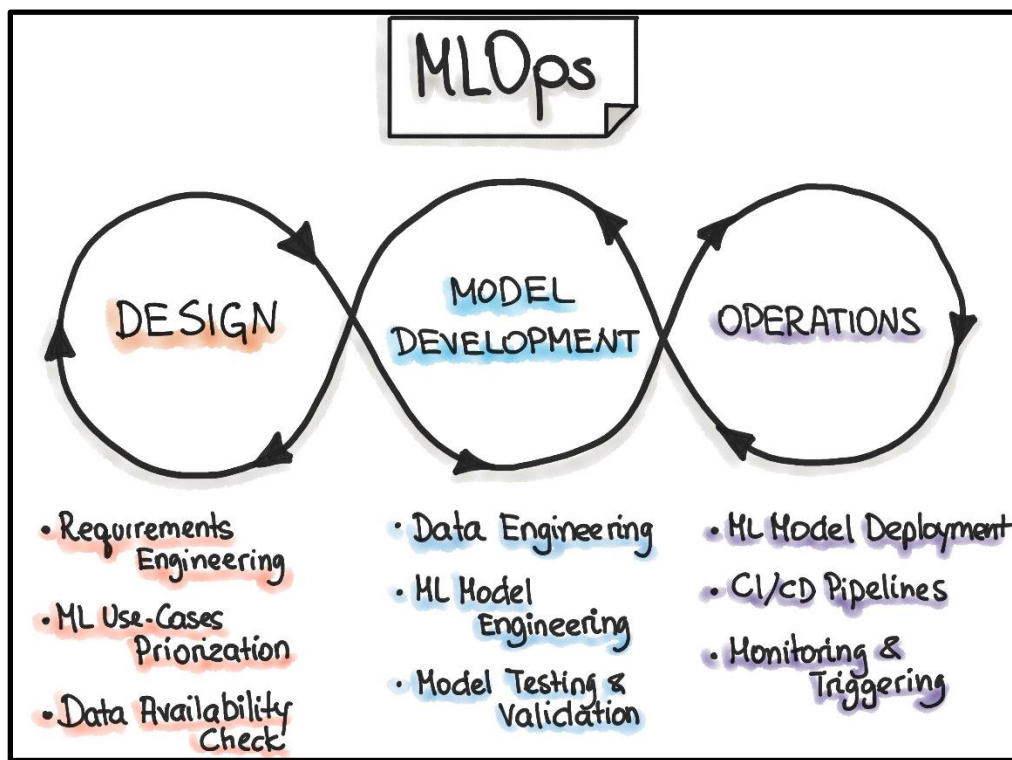 MLOps
DESIGN
MODEL
DEVELOPMENT
OPERATIONS
• Requirements
Engineering
• ML Use-Cases
Priorization
• Data Availability
Check
• Data Engineering
• ML Model
Engineering
• Model Testing &
Validation
• ML Model Deployment
• CI/CD Pipelines
• Monitoring &
Triggering